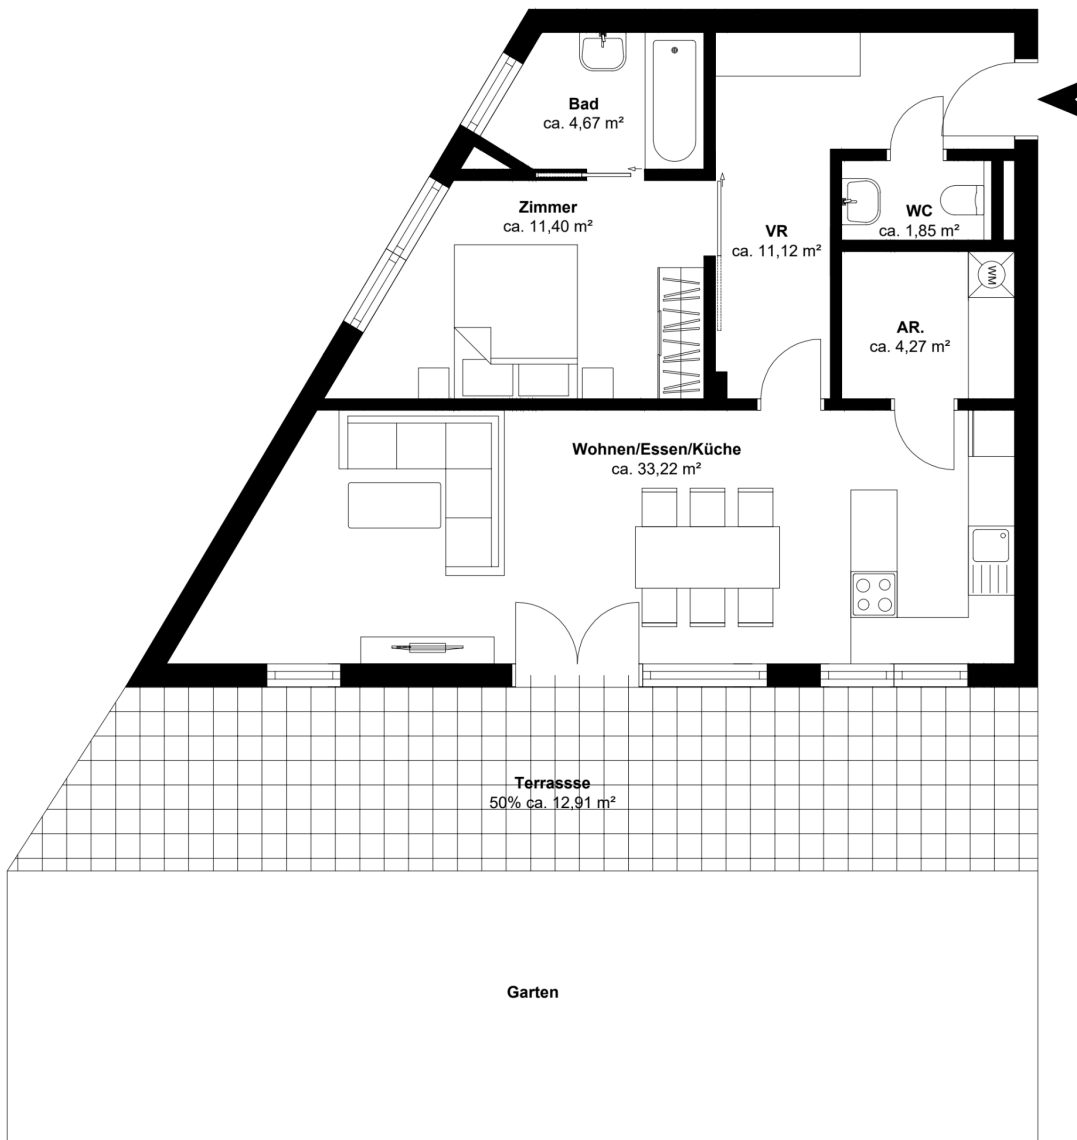 Bad
ca. 4,67 m²
Zimmer
ca. 11,40 m²
WC
ca. 1,85 m²
VR
ca. 11,12 m²
WM
AR.
ca. 4,27 m²
Wohnen/Essen/Küche
ca. 33,22 m²
Terrassse
50% ca. 12,91 m²
Garten